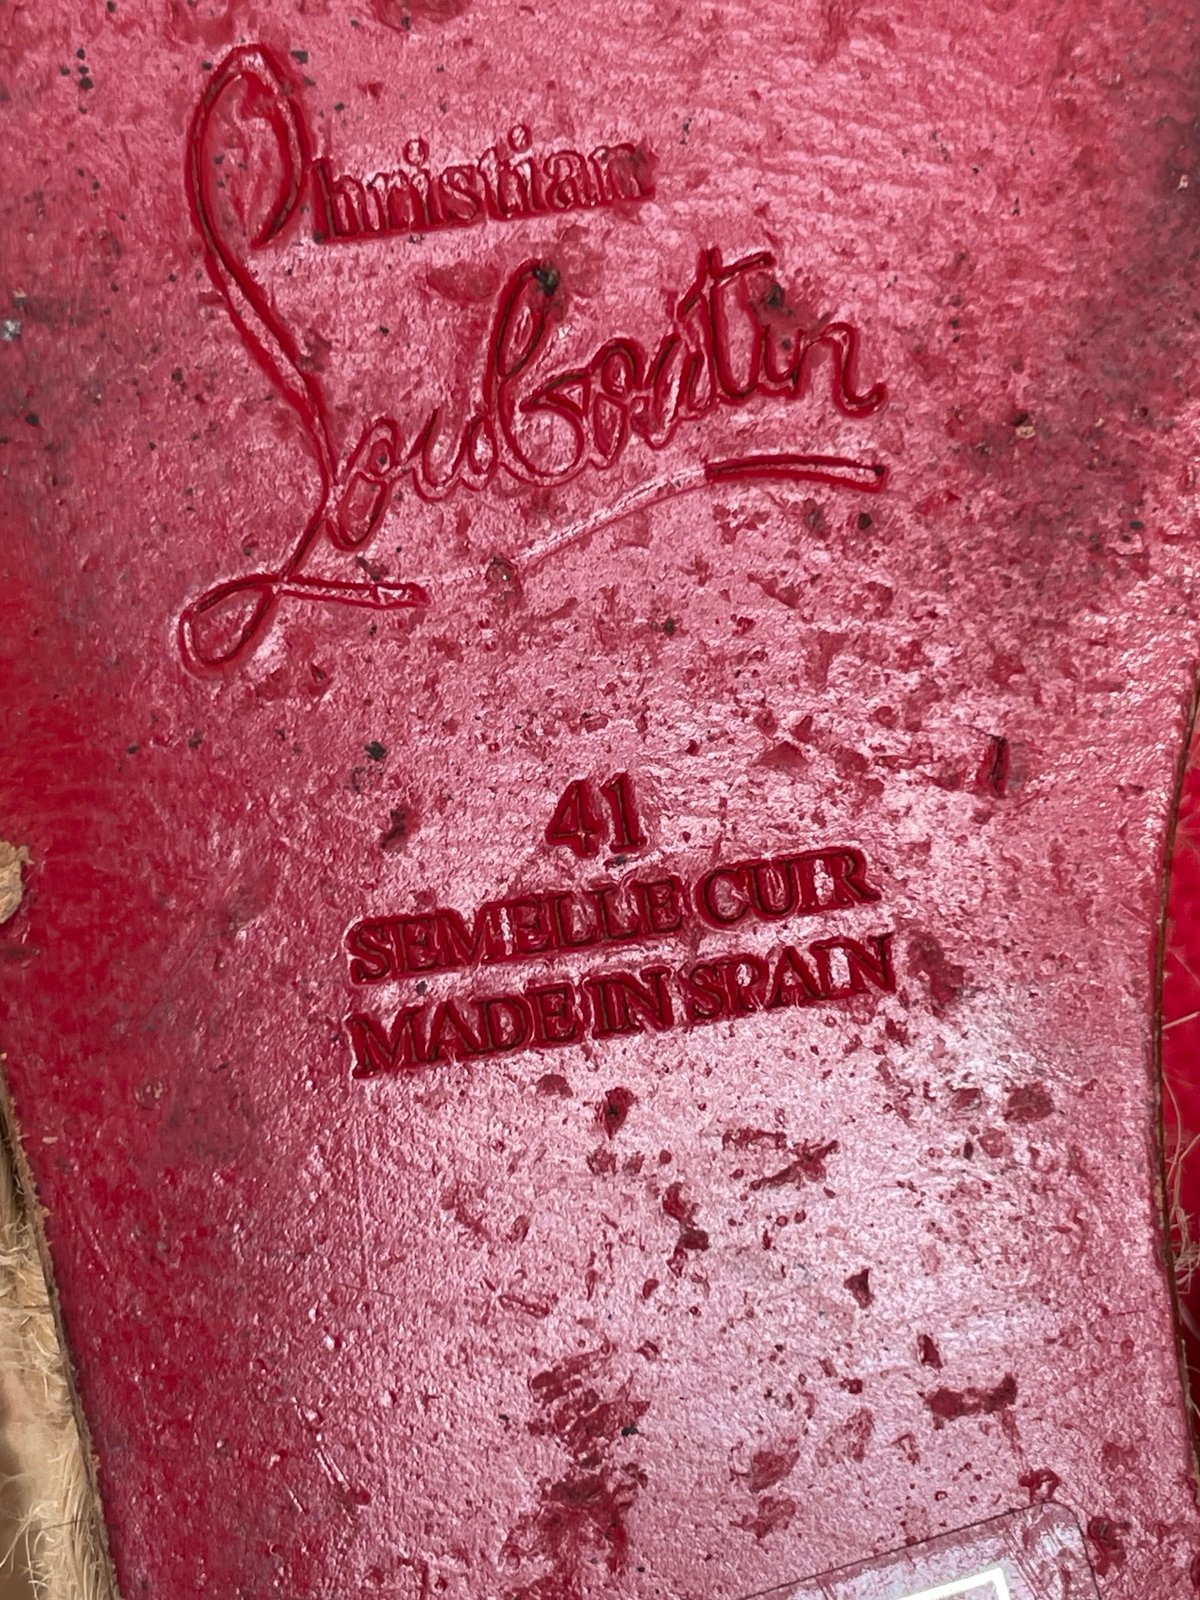 Christian
Louboutin
41
SEMELLE CUIR
MADE IN SPAIN